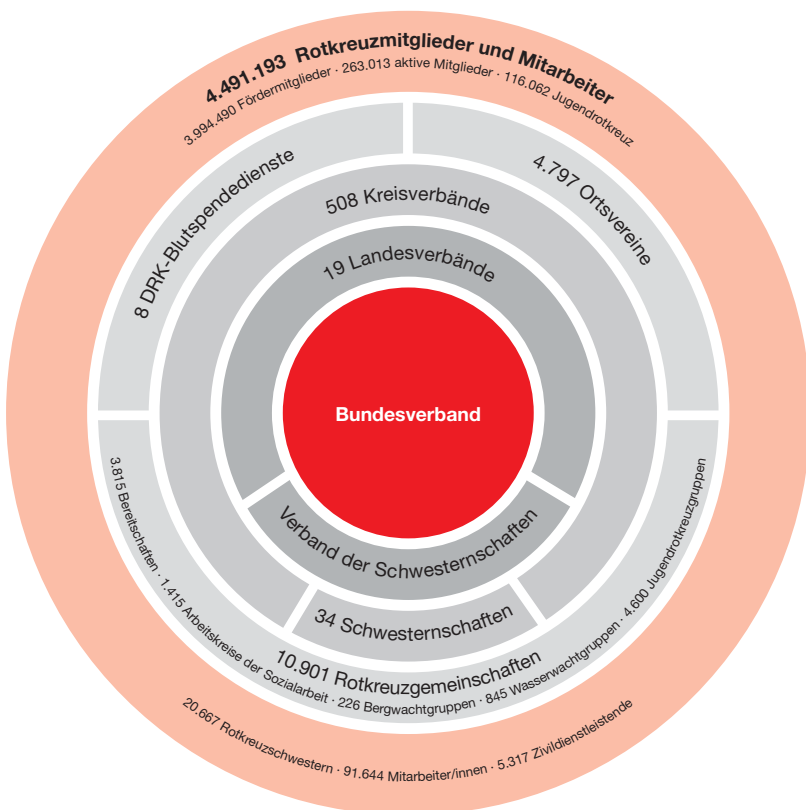 4.491.193 Rotkreuzmitglieder und Mitarbeiter
3.994.490 Fördermitglieder · 263.013 aktive Mitglieder · 116.062 Jugendrotkreuz
8 DRK-Blutspendedienste
4.797 Ortsvereine
508 Kreisverbände
19 Landesverbände
Bundesverband
Verband der Schwesternschaften
34 Schwesternschaften
10.901 Rotkreuzgemeinschaften
3.815 Bereitschaften · 1.415 Arbeitskreise der Sozialarbeit · 226 Bergwachtgruppen · 845 Wasserwachtgruppen · 4.600 Jugendrotkreuzgruppen
20.667 Rotkreuzschwestern · 91.644 Mitarbeiter/innen · 5.317 Zivildienstleistende